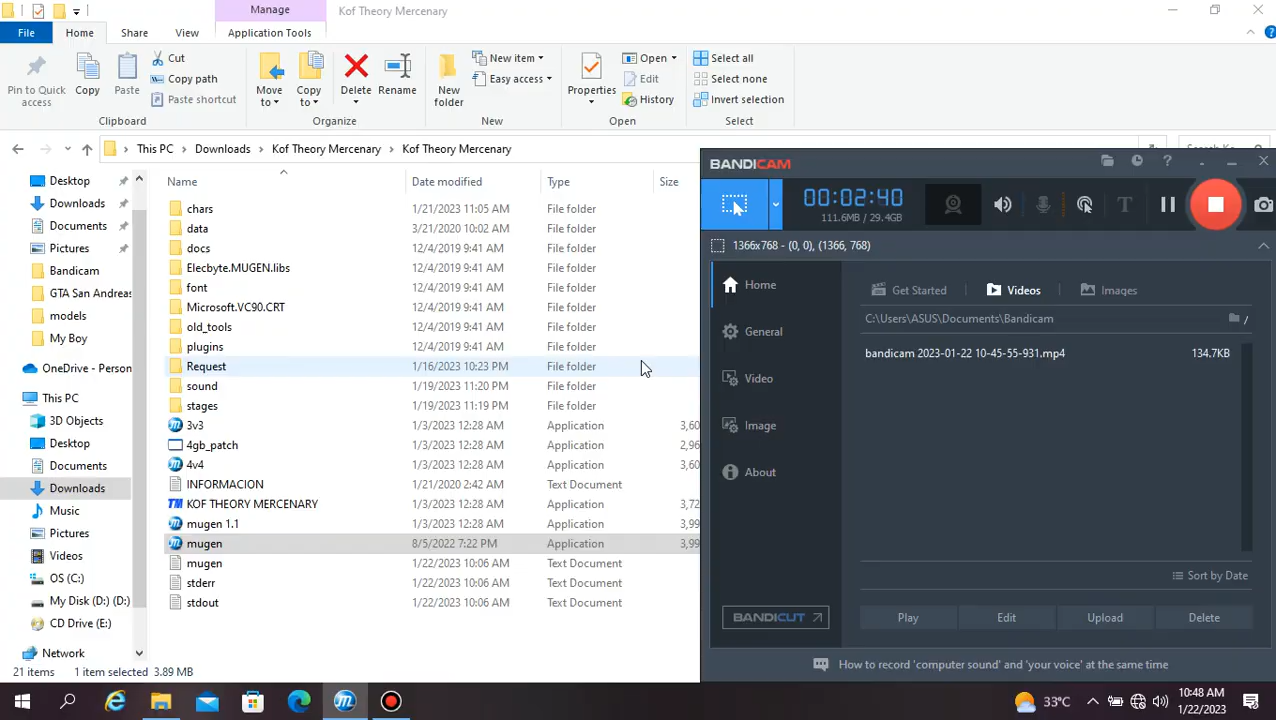 Manage
Kof Theory Mercenary
File
Home
Share
View
Application Tools
Pin to Quick access
Copy
Paste
Cut
Copy path
Paste shortcut
Clipboard
Move to
Copy to
Delete
Rename
Organize
New folder
New item
Easy access
New
Properties
Open
Edit
History
Open
Select all
Select none
Invert selection
Select
This PC
Downloads
Kof Theory Mercenary
Kof Theory Mercenary
Name
Date modified
Type
Size
Desktop
Downloads
Documents
Pictures
Bandicam
GTA San Andreas
models
My Boy
OneDrive - Person
This PC
3D Objects
Desktop
Documents
Downloads
Music
Pictures
Videos
OS (C:)
My Disk (D:) (D:)
CD Drive (E:)
Network
chars 1/21/2023 11:05 AM File folder
data 3/21/2020 10:02 AM File folder
docs 12/4/2019 9:41 AM File folder
Elecbyte.MUGEN.libs 12/4/2019 9:41 AM File folder
font 12/4/2019 9:41 AM File folder
Microsoft.VC90.CRT 12/4/2019 9:41 AM File folder
old_tools 12/4/2019 9:41 AM File folder
plugins 12/4/2019 9:41 AM File folder
Request 1/16/2023 10:23 PM File folder
sound 1/19/2023 11:20 PM File folder
stages 1/19/2023 11:19 PM File folder
3v3 1/3/2023 12:28 AM Application 3,60
4gb_patch 1/3/2023 12:28 AM Application 2,96
4v4 1/3/2023 12:28 AM Application 3,60
INFORMACION 1/21/2020 2:42 AM Text Document
KOF THEORY MERCENARY 1/3/2023 12:28 AM Application 3,72
mugen 1.1 1/3/2023 12:28 AM Application 3,99
mugen 8/5/2022 7:22 PM Application 3,99
mugen 1/22/2023 10:06 AM Text Document
stderr 1/22/2023 10:06 AM Text Document
stdout 1/22/2023 10:06 AM Text Document
21 items 1 item selected 3.89 MB
BANDICAM
00:02:40
111.6MB / 29.4GB
1366x768 - (0, 0), (1366, 768)
Home
General
Video
Image
About
BANDICUT
Get Started
Videos
Images
C:\Users\ASUS\Documents\Bandicam
bandicam 2023-01-22 10-45-55-931.mp4 134.7KB
Sort by Date
Play
Edit
Upload
Delete
How to record 'computer sound' and 'your voice' at the same time
33°C
10:48 AM
1/22/2023